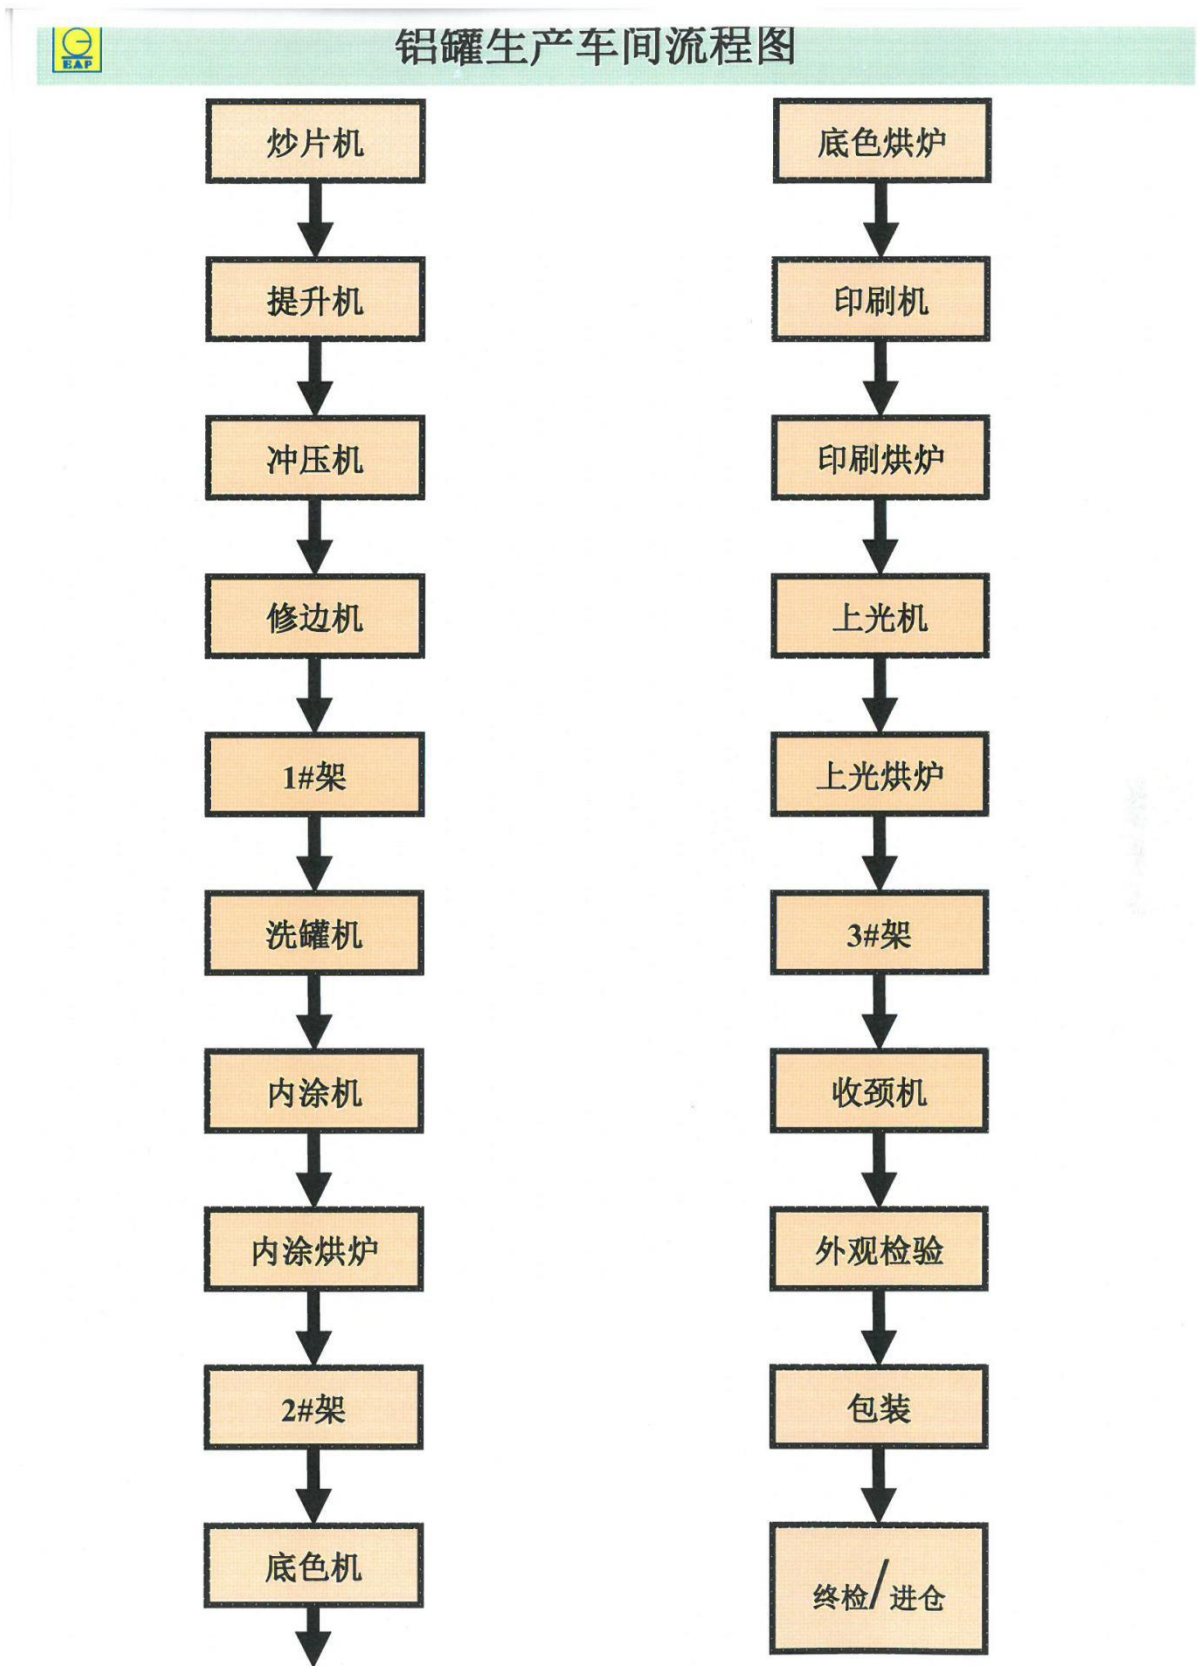 EAP
铝罐生产车间流程图
炒片机
提升机
冲压机
修边机
1#架
洗罐机
内涂机
内涂烘炉
2#架
底色机
底色烘炉
印刷机
印刷烘炉
上光机
上光烘炉
3#架
收颈机
外观检验
包装
终检/进仓